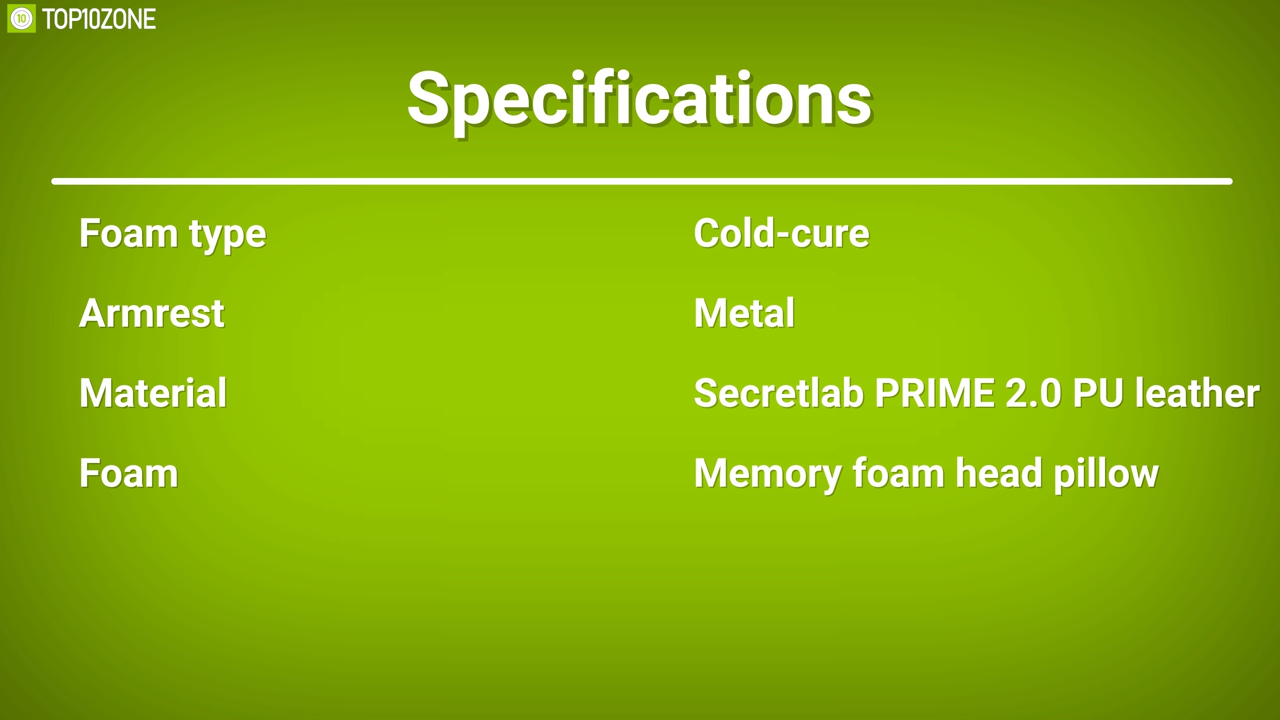 10 TOP10ZONE
Specifications
Foam type Cold-cure
Armrest Metal
Material Secretlab PRIME 2.0 PU leather
Foam Memory foam head pillow